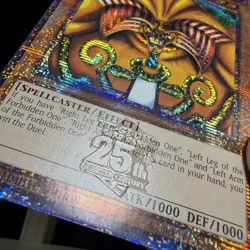 [SPELLCASTER/EFFECT]
If you have "Right Leg of the Forbidden One", "Left Leg of the
Forbidden One", "Right Arm of the Forbidden One" and "Left Arm
of the Forbidden One" in addition to this card in your hand, you
win the Duel.
25th
ATK/1000 DEF/1000